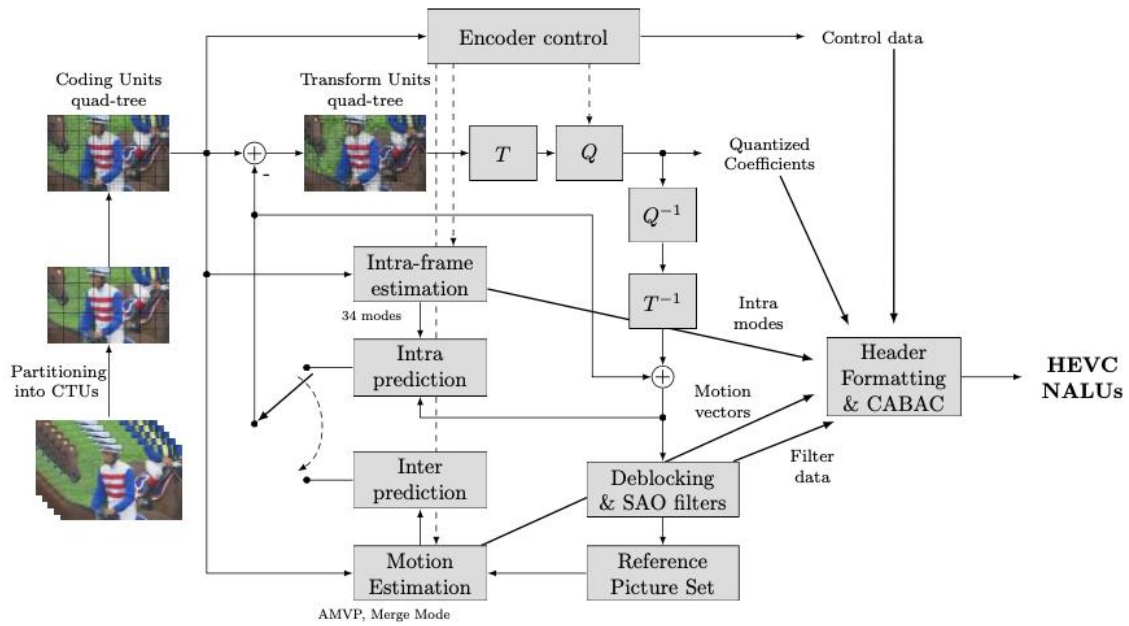 Encoder control
Control data
Coding Units
quad-tree
Transform Units
quad-tree
T
Q
Quantized
Coefficients
-
Q⁻¹
Intra-frame
estimation
34 modes
T⁻¹
Intra
modes
Partitioning
into CTUs
Intra
prediction
Header
Formatting
& CABAC
HEVC
NALUs
Motion
vectors
Inter
prediction
Deblocking
& SAO filters
Filter
data
Motion
Estimation
Reference
Picture Set
AMVP, Merge Mode